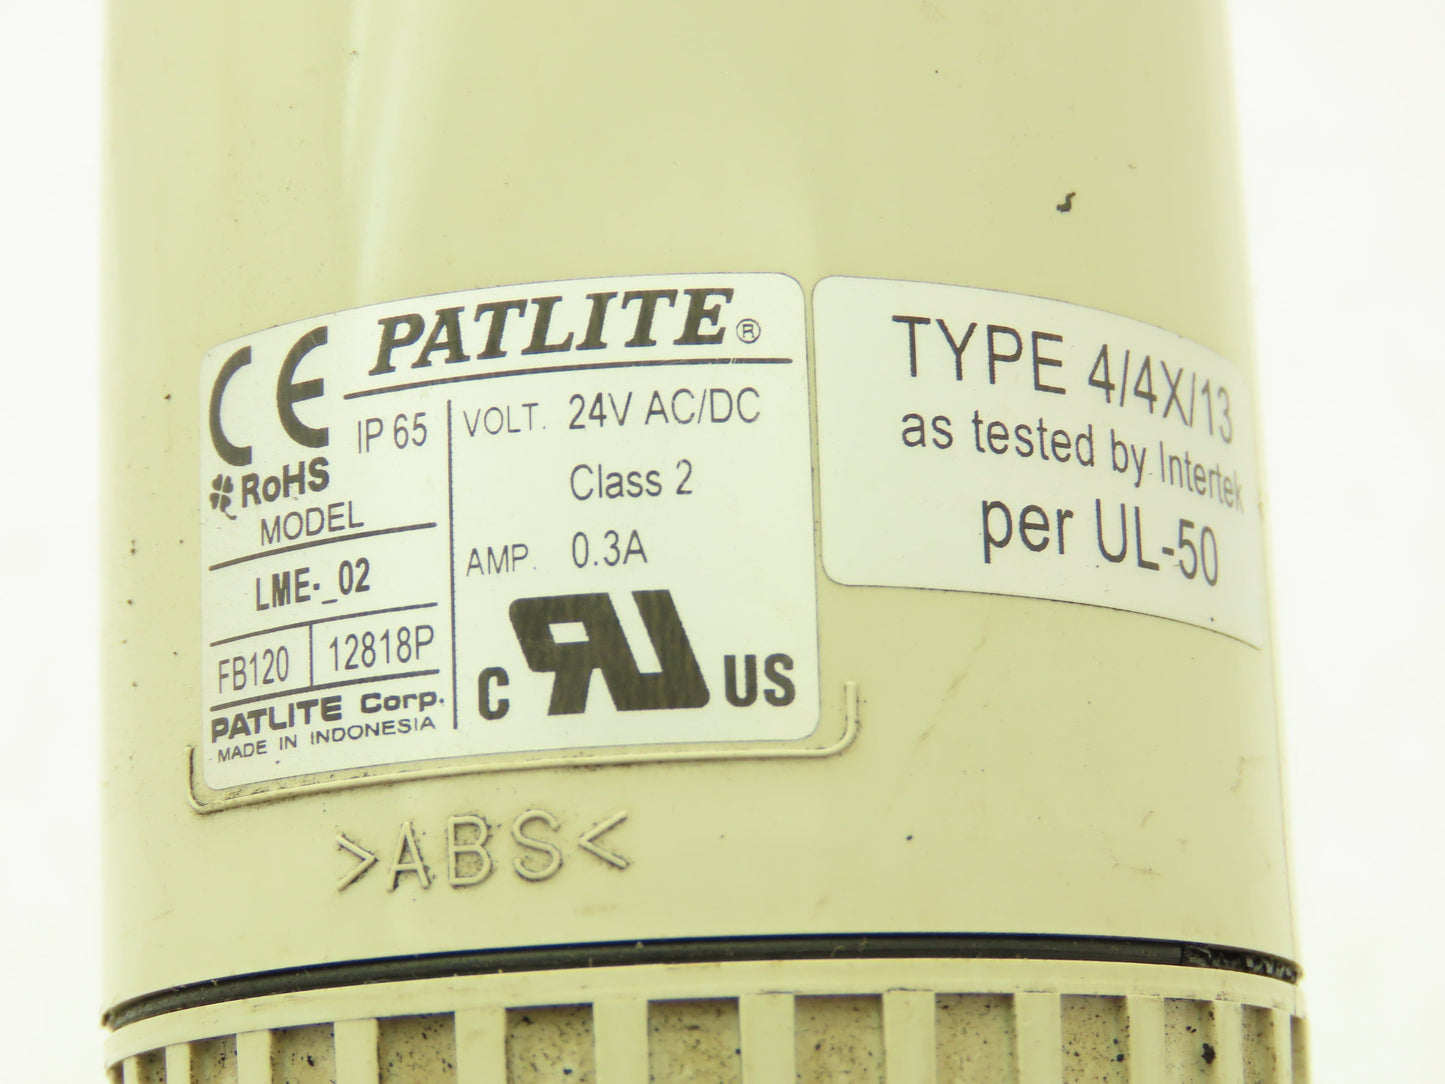 CE PATLITE®
IP 65
RoHS
MODEL
LME-_02
FB120 12818P
PATLITE Corp.
MADE IN INDONESIA
VOLT. 24V AC/DC
Class 2
AMP. 0.3A
C RU US
TYPE 4/4X/13
as tested by Intertek
per UL-50
>ABS<